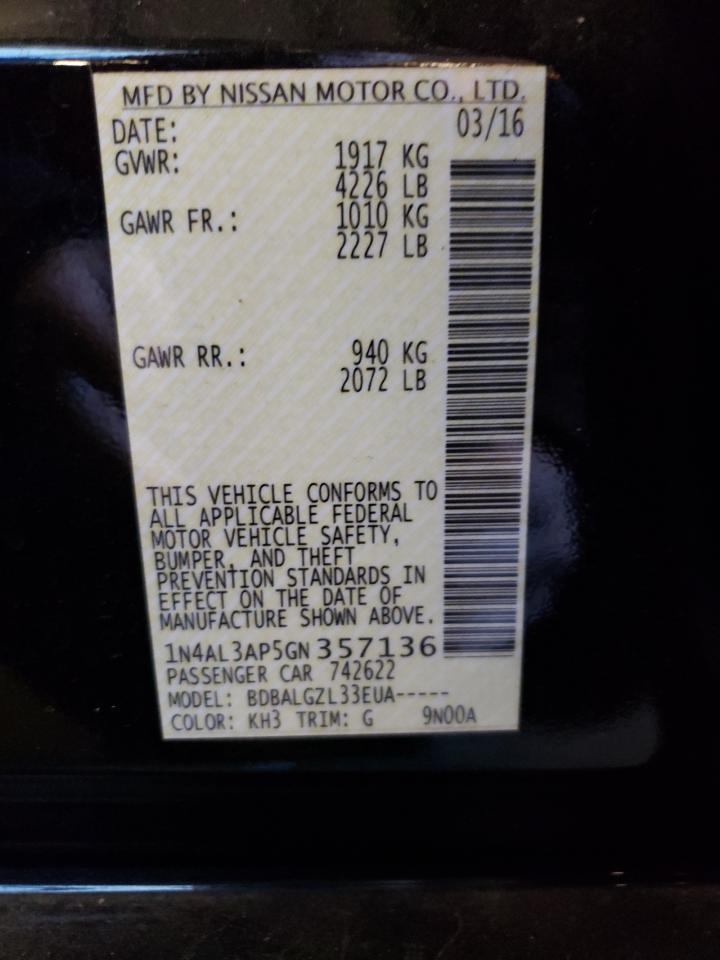 MFD BY NISSAN MOTOR CO., LTD.
DATE: 03/16
GVWR: 1917 KG
4226 LB
GAWR FR.: 1010 KG
2227 LB
GAWR RR.: 940 KG
2072 LB
THIS VEHICLE CONFORMS TO
ALL APPLICABLE FEDERAL
MOTOR VEHICLE SAFETY,
BUMPER, AND THEFT
PREVENTION STANDARDS IN
EFFECT ON THE DATE OF
MANUFACTURE SHOWN ABOVE.
1N4AL3AP5GN357136
PASSENGER CAR 742622
MODEL: BDBALGZL33EUA-----
COLOR: KH3 TRIM: G 9N00A